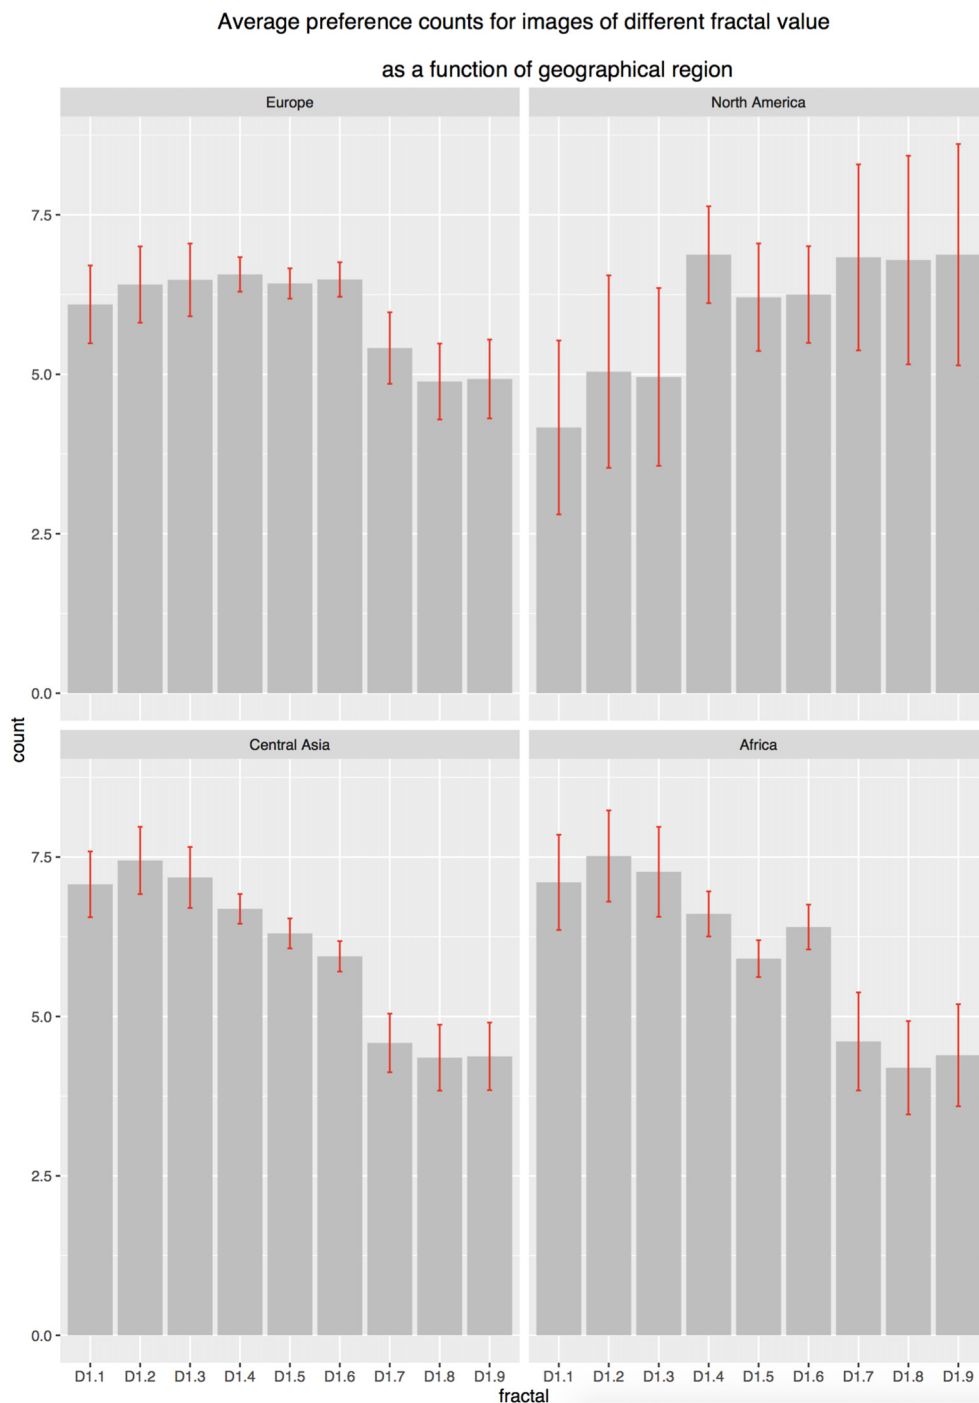 Average preference counts for images of different fractal value
as a function of geographical region
Europe
North America
7.5
5.0
2.5
0.0
count
Central Asia
Africa
7.5
5.0
2.5
0.0
D1.1 D1.2 D1.3 D1.4 D1.5 D1.6 D1.7 D1.8 D1.9
D1.1 D1.2 D1.3 D1.4 D1.5 D1.6 D1.7 D1.8 D1.9
fractal